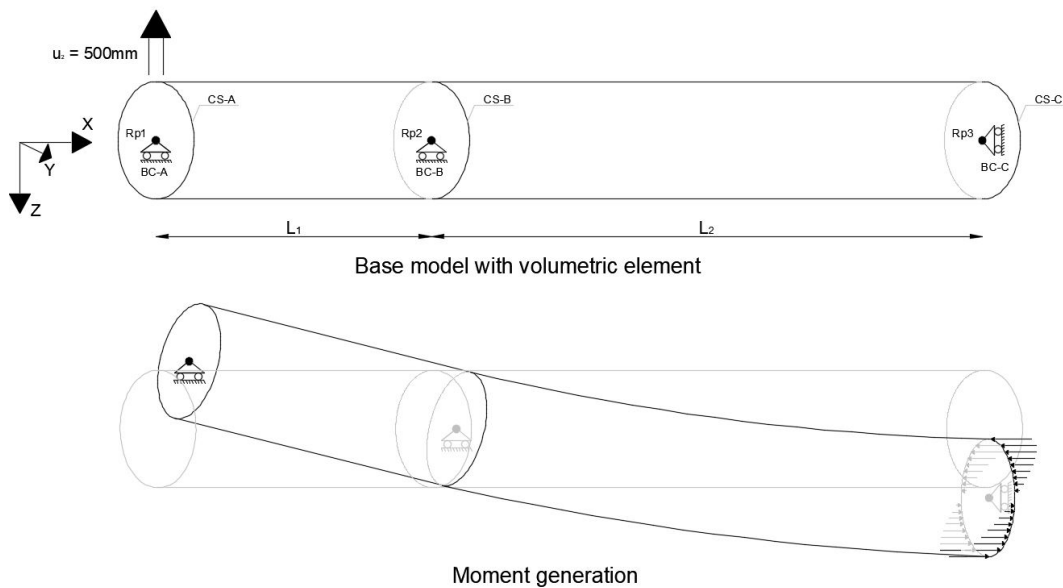 u₂ = 500mm
CS-A
CS-B
CS-C
X
Y
Z
Rp1
BC-A
Rp2
BC-B
Rp3
BC-C
L₁
L₂
Base model with volumetric element
Moment generation